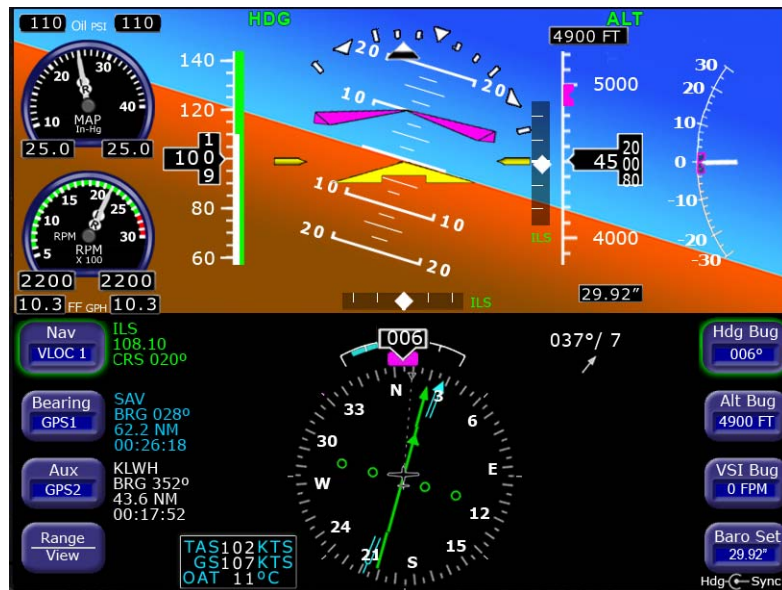 110 Oil PSI 110
HDG
ALT
4900 FT
10
20
30
40
MAP
In-Hg
25.0
25.0
5
10
15
20
25
30
RPM
RPM
X 100
2200
2200
10.3 FF GPH 10.3
140
120
100
1
9
80
60
20
20
10
10
10
10
20
20
ILS
ILS
5000
45
20
00
80
4000
29.92"
30
20
10
0
-10
-20
-30
Nav
VLOC 1
ILS
108.10
CRS 020º
Bearing
GPS1
SAV
BRG 028º
62.2 NM
00:26:18
Aux
GPS2
KLWH
BRG 352º
43.6 NM
00:17:52
Range
View
TAS102KTS
GS107KTS
OAT 11ºC
006
N
3
6
E
12
15
S
21
24
W
30
33
037°/ 7
Hdg Bug
006°
Alt Bug
4900 FT
VSI Bug
0 FPM
Baro Set
29.92"
Hdg Sync